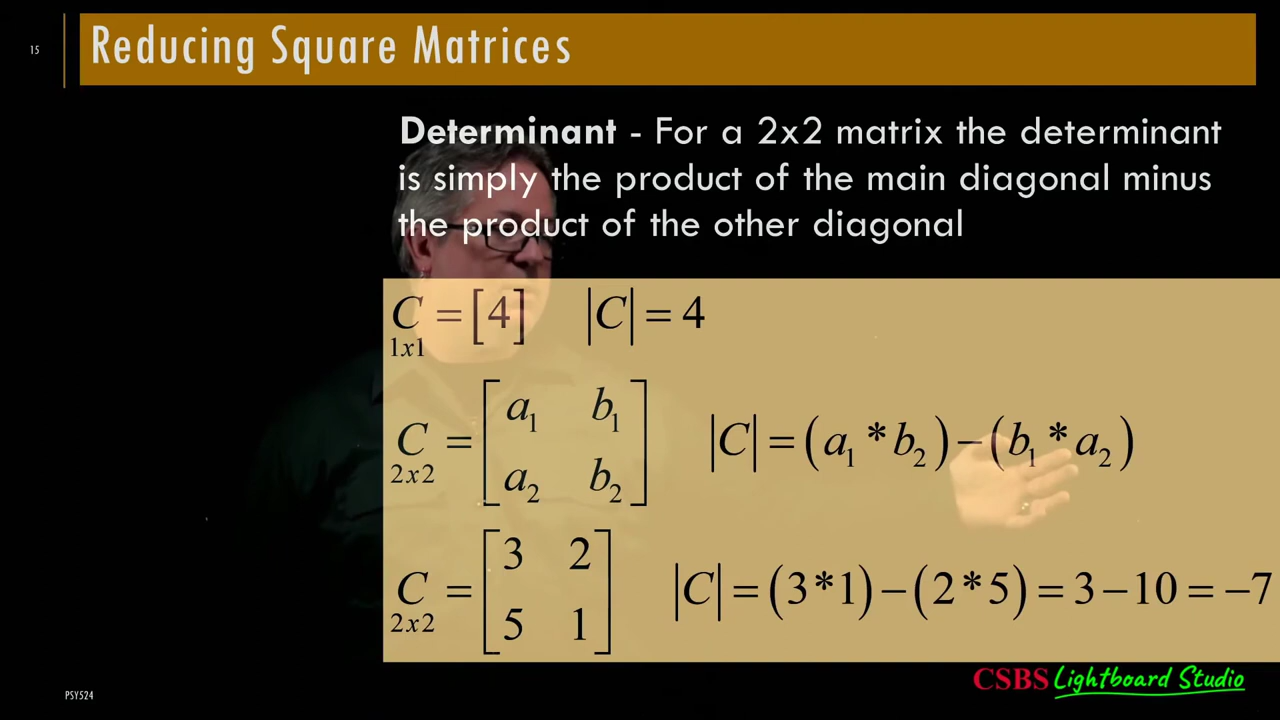 15
Reducing Square Matrices
Determinant - For a 2x2 matrix the determinant
is simply the product of the main diagonal minus
the product of the other diagonal
C = [4] |C| = 4
1x1
C = [a₁ b₁
a₂ b₂] |C| = (a₁ * b₂) − (b₁ * a₂)
2x2
C = [3 2
5 1] |C| = (3*1) − (2*5) = 3 − 10 = −7
2x2
CSBS Lightboard Studio
PSY524